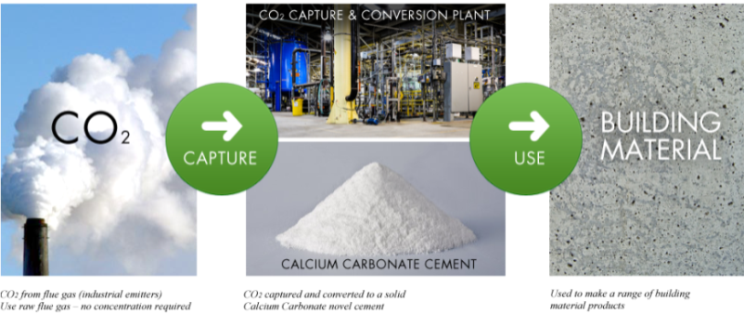 CO₂
CAPTURE
CO₂ CAPTURE & CONVERSION PLANT
CALCIUM CARBONATE CEMENT
USE
BUILDING
MATERIAL
CO₂ from flue gas (industrial emitters)
Use raw flue gas – no concentration required
CO₂ captured and converted to a solid
Calcium Carbonate novel cement
Used to make a range of building
material products